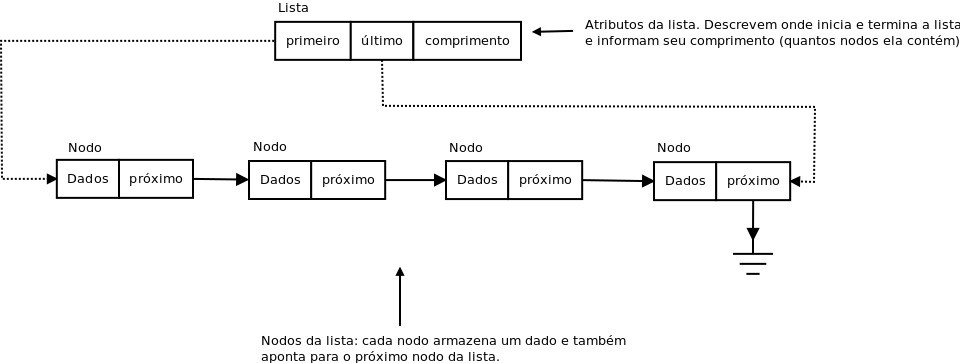 Lista
primeiro último comprimento
Atributos da lista. Descrevem onde inicia e termina a lista
e informam seu comprimento (quantos nodos ela contém)
Nodo Nodo Nodo Nodo
Dados próximo Dados próximo Dados próximo Dados próximo
Nodos da lista: cada nodo armazena um dado e também
aponta para o próximo nodo da lista.